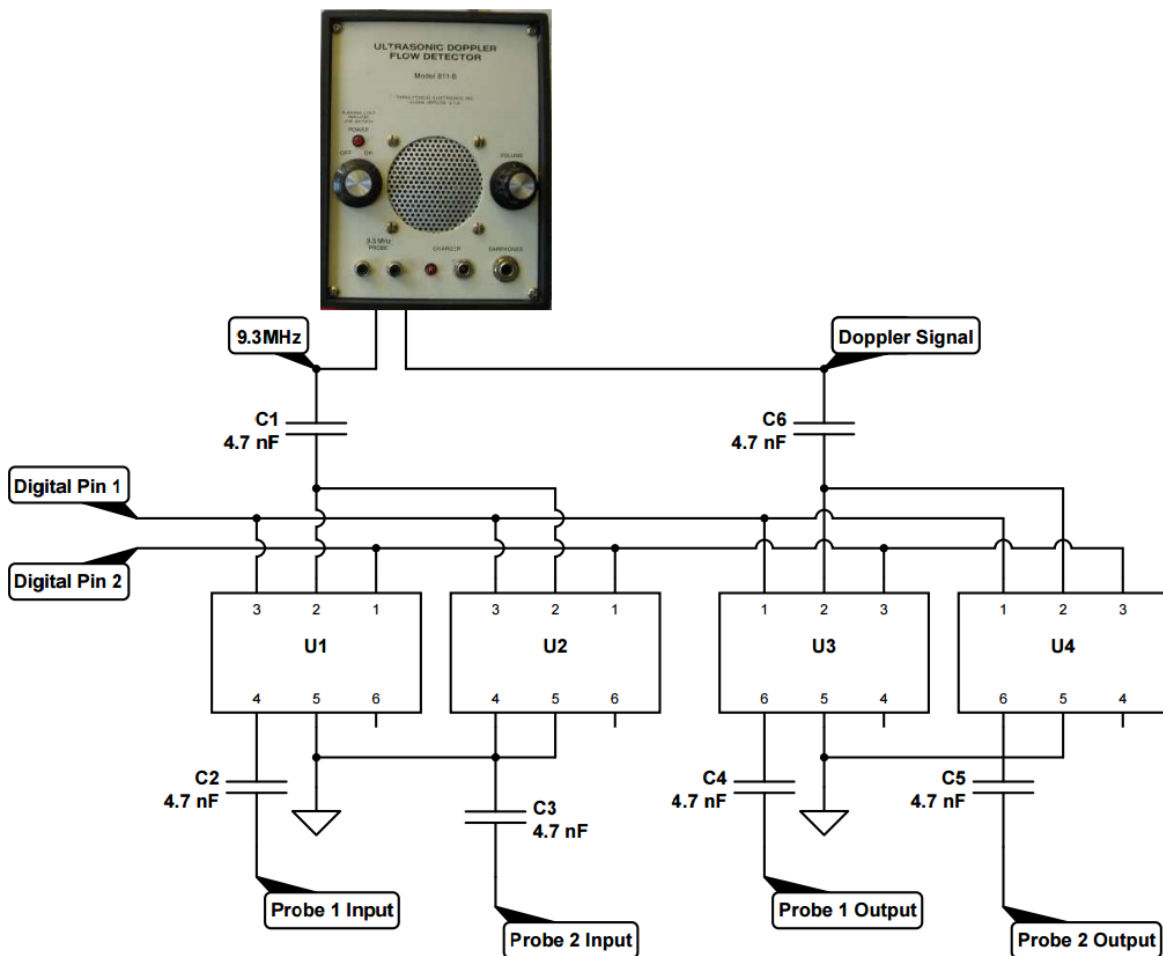 ULTRASONIC DOPPLER
FLOW DETECTOR
Model 811-B
POWER
OFF ON
VOLUME
9.3 MHz
PROBE
CHARGER
EARPHONES
9.3MHz
Doppler Signal
C1
4.7 nF
C6
4.7 nF
Digital Pin 1
Digital Pin 2
3 2 1
3 2 1
1 2 3
1 2 3
U1
U2
U3
U4
4 5 6
4 5 6
6 5 4
6 5 4
C2
4.7 nF
C3
4.7 nF
C4
4.7 nF
C5
4.7 nF
Probe 1 Input
Probe 2 Input
Probe 1 Output
Probe 2 Output